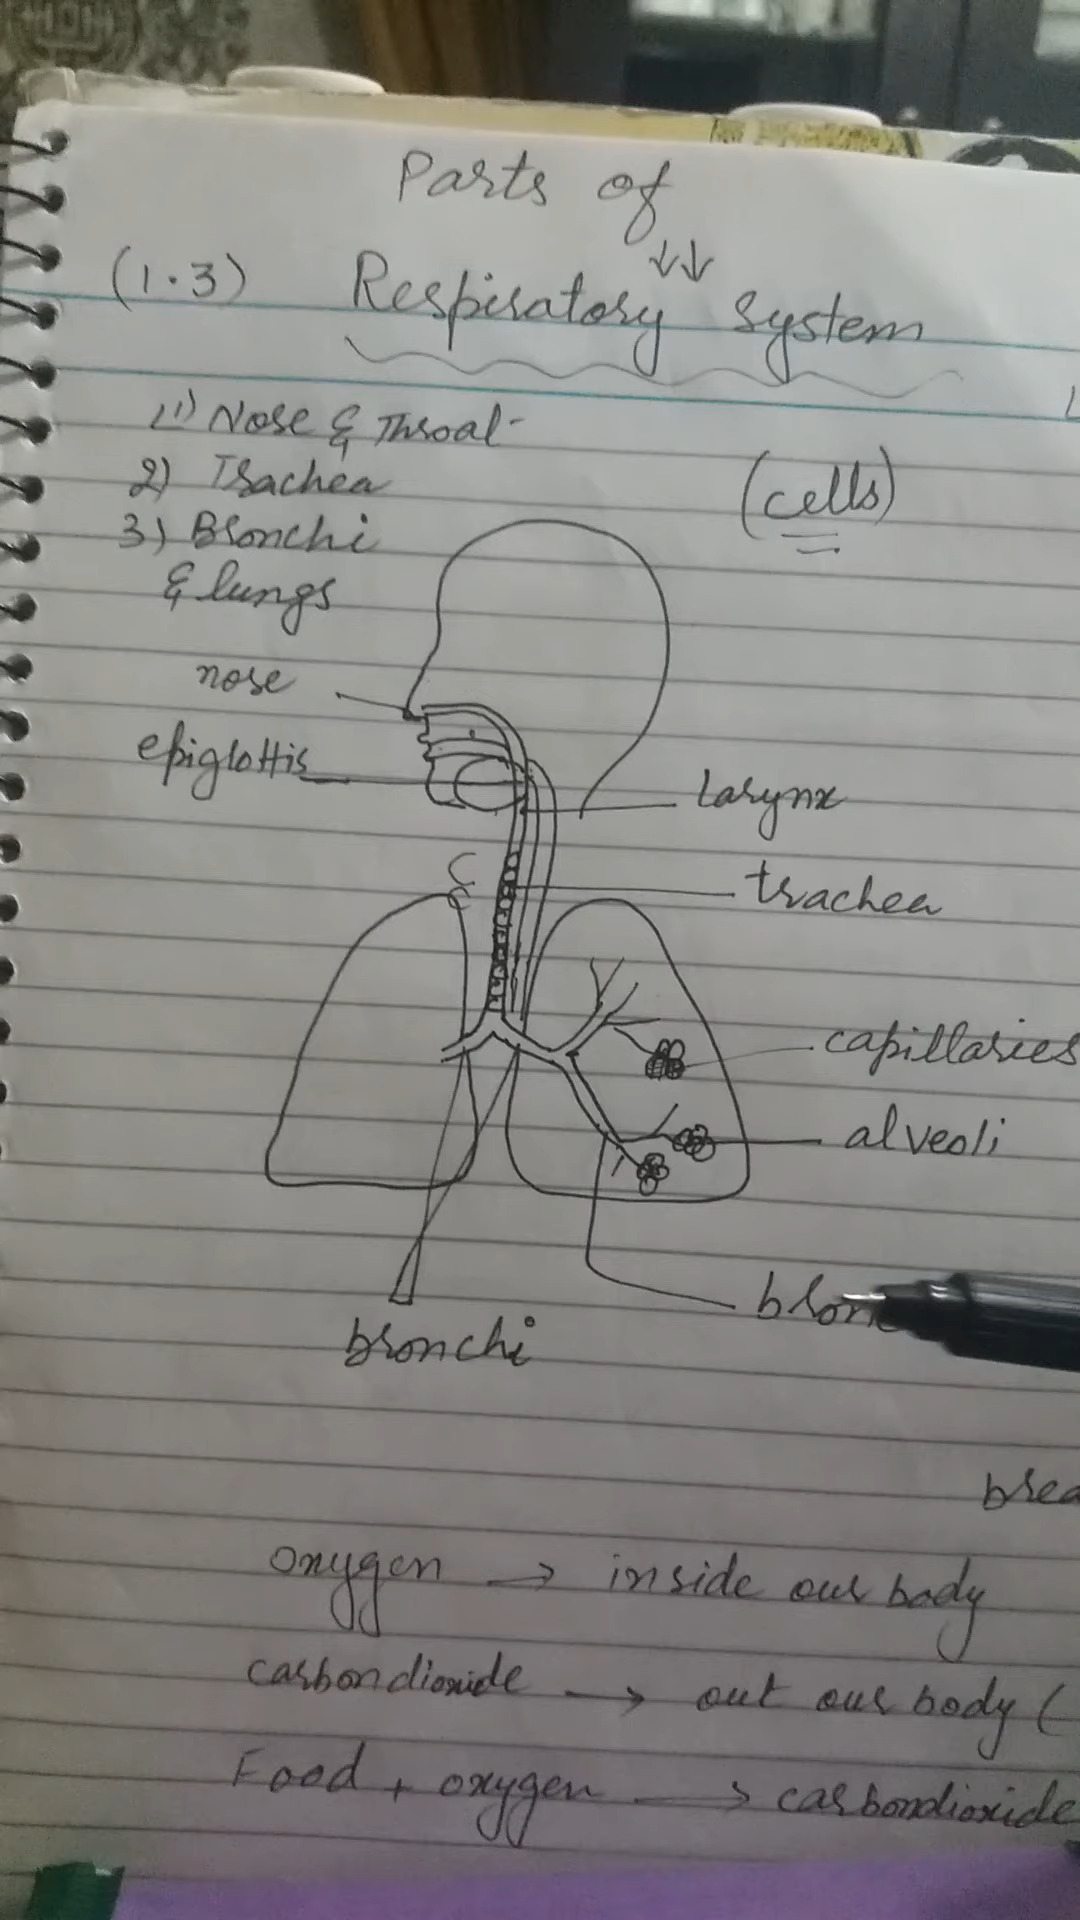 Parts of
(1.3) Respiratory System
1) Nose & Throat
2) Trachea
3) Bronchi
& lungs
(cells)
nose
epiglottis
larynx
C
C
trachea
capillaries
alveoli
bronchi
oxygen → inside our body
carbondioxide → out our body (
Food + oxygen → carbondioxide